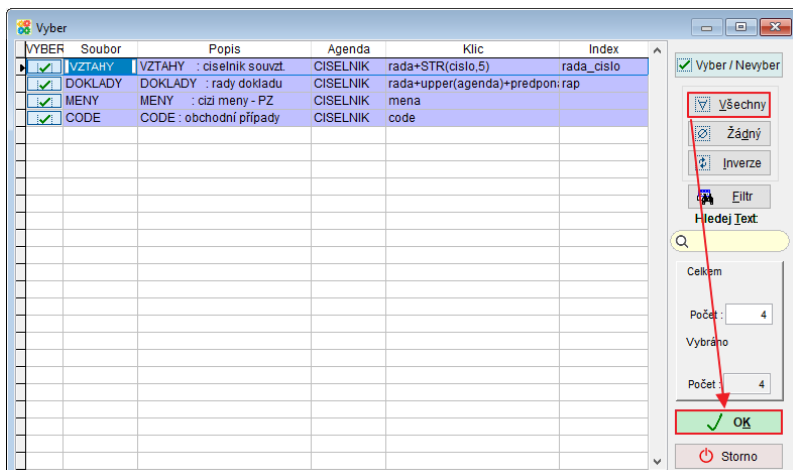 Vyber
VYBER Soubor Popis Agenda Klic Index
VZTAHY VZTAHY : ciselnik souvzt. CISELNIK rada+STR(cislo,5) rada_cislo
DOKLADY DOKLADY : rady dokladu CISELNIK rada+upper(agenda)+predpona rap
MENY MENY : cizi meny - PZ CISELNIK mena
CODE CODE : obchodní případy CISELNIK code
Vyber / Nevyber
Všechny
Žádný
Inverze
Filtr
Hledej Text:
Celkem
Počet : 4
Vybráno
Počet : 4
OK
Storno